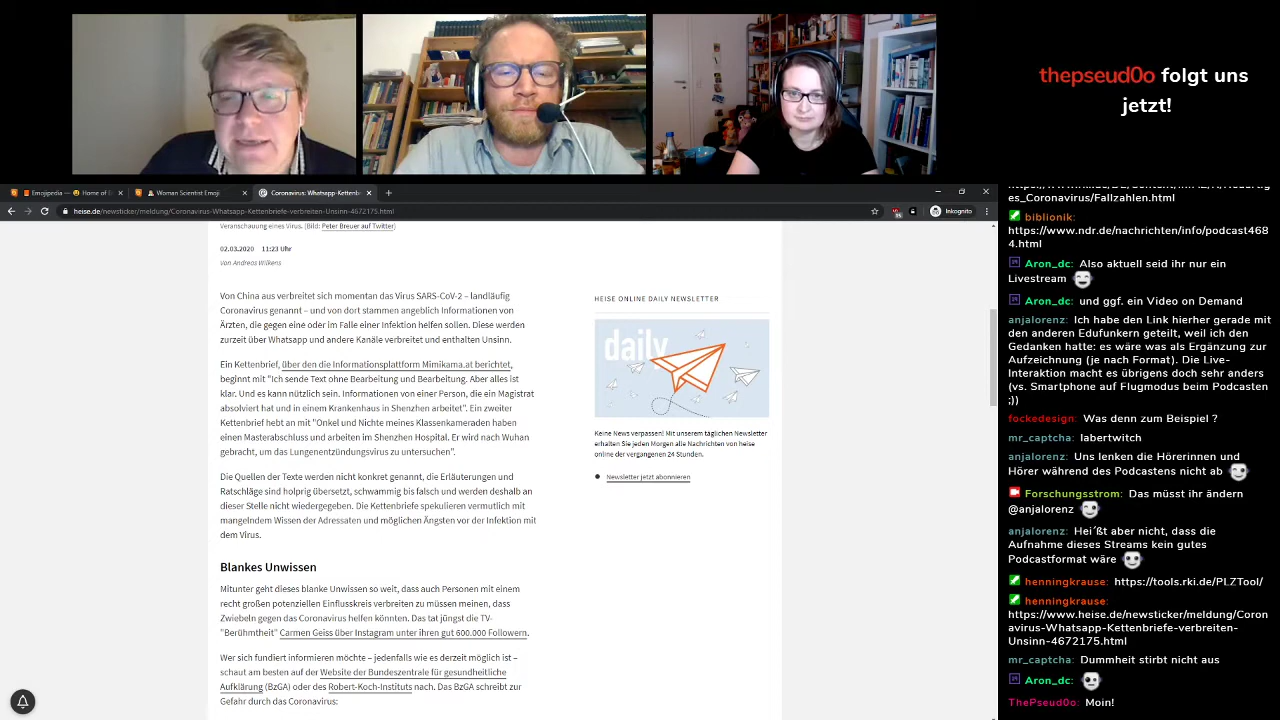 thepseud0o folgt uns
jetzt!
Emojipedia — 😃 Home of E
Woman Scientist Emoji
Coronavirus: Whatsapp-Kettenb
heise.de/newsticker/meldung/Coronavirus-Whatsapp-Kettenbriefe-verbreiten-Unsinn-4672175.html
Inkognito
Veranschauung eines Virus. (Bild: Peter Breuer auf Twitter)
02.03.2020 11:23 Uhr
Von Andreas Wilkens
Von China aus verbreitet sich momentan das Virus SARS-CoV-2 – landläufig
Coronavirus genannt – und von dort stammen angeblich Informationen von
Ärzten, die gegen eine oder im Falle einer Infektion helfen sollen. Diese werden
zurzeit über Whatsapp und andere Kanäle verbreitet und enthalten Unsinn.
Ein Kettenbrief, über den die Informationsplattform Mimikama.at berichtet,
beginnt mit "Ich sende Text ohne Bearbeitung und Bearbeitung. Aber alles ist
klar. Und es kann nützlich sein. Informationen von einer Person, die ein Magistrat
absolviert hat und in einem Krankenhaus in Shenzhen arbeitet". Ein zweiter
Kettenbrief hebt an mit "Onkel und Nichte meines Klassenkameraden haben
einen Masterabschluss und arbeiten im Shenzhen Hospital. Er wird nach Wuhan
gebracht, um das Lungenentzündungsvirus zu untersuchen".
Die Quellen der Texte werden nicht konkret genannt, die Erläuterungen und
Ratschläge sind holprig übersetzt, schwammig bis falsch und werden deshalb an
dieser Stelle nicht wiedergegeben. Die Kettenbriefe spekulieren vermutlich mit
mangelndem Wissen der Adressaten und möglichen Ängsten vor der Infektion mit
dem Virus.
Blankes Unwissen
Mitunter geht dieses blanke Unwissen so weit, dass auch Personen mit einem
recht großen potenziellen Einflusskreis verbreiten zu müssen meinen, dass
Zwiebeln gegen das Coronavirus helfen könnten. Das tat jüngst die TV-
"Berühmtheit" Carmen Geiss über Instagram unter ihren gut 600.000 Followern.
Wer sich fundiert informieren möchte – jedenfalls wie es derzeit möglich ist –
schaut am besten auf der Website der Bundeszentrale für gesundheitliche
Aufklärung (BzGA) oder des Robert-Koch-Instituts nach. Das BzGA schreibt zur
Gefahr durch das Coronavirus:
HEISE ONLINE DAILY NEWSLETTER
daily
Keine News verpassen! Mit unserem täglichen Newsletter
erhalten Sie jeden Morgen alle Nachrichten von heise
online der vergangenen 24 Stunden.
Newsletter jetzt abonnieren
es_Coronavirus/Fallzahlen.html
biblionik:
https://www.ndr.de/nachrichten/info/podcast468
4.html
Aron_dc: Also aktuell seid ihr nur ein
Livestream
Aron_dc: und ggf. ein Video on Demand
anjalorenz: Ich habe den Link hierher gerade mit
den anderen Edufunkern geteilt, weil ich den
Gedanken hatte: es wäre was als Ergänzung zur
Aufzeichnung (je nach Format). Die Live-
Interaktion macht es übrigens doch sehr anders
(vs. Smartphone auf Flugmodus beim Podcasten
;))
fockedesign: Was denn zum Beispiel ?
mr_captcha: labertwitch
anjalorenz: Uns lenken die Hörerinnen und
Hörer während des Podcastens nicht ab
Forschungsstrom: Das müsst ihr ändern
@anjalorenz
anjalorenz: Hei´ßt aber nicht, dass die
Aufnahme dieses Streams kein gutes
Podcastformat wäre
henningkrause: https://tools.rki.de/PLZTool/
henningkrause:
https://www.heise.de/newsticker/meldung/Coron
avirus-Whatsapp-Kettenbriefe-verbreiten-
Unsinn-4672175.html
mr_captcha: Dummheit stirbt nicht aus
Aron_dc:
ThePseud0o: Moin!